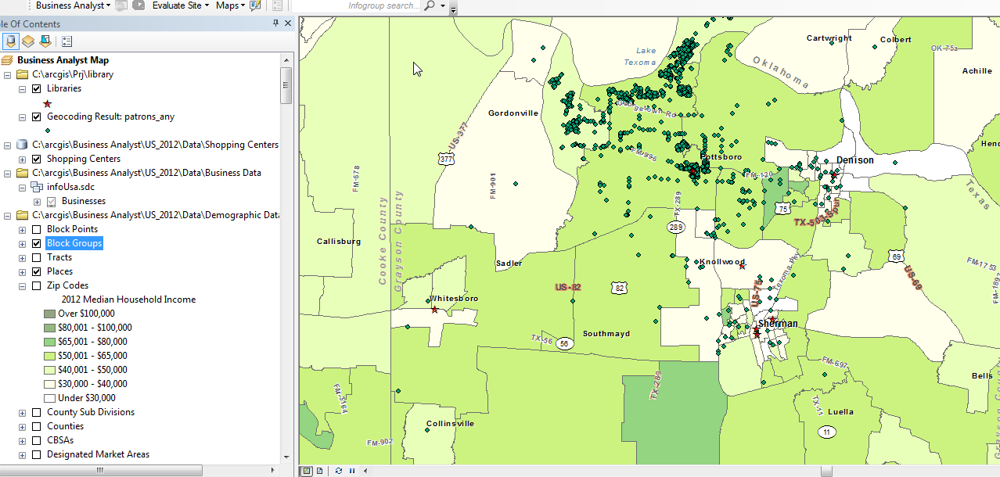 Business Analyst
Evaluate Site
Maps
Infogroup search...
le Of Contents
Business Analyst Map
C:\arcgis\Prj\library
Libraries
Geocoding Result: patrons_any
C:\arcgis\Business Analyst\US_2012\Data\Shopping Centers
Shopping Centers
C:\arcgis\Business Analyst\US_2012\Data\Business Data
infoUsa.sdc
Businesses
C:\arcgis\Business Analyst\US_2012\Data\Demographic Data
Block Points
Block Groups
Tracts
Places
Zip Codes
2012 Median Household Income
Over $100,000
$80,001 - $100,000
$65,001 - $80,000
$50,001 - $65,000
$40,001 - $50,000
$30,000 - $40,000
Under $30,000
County Sub Divisions
Counties
CBSAs
Designated Market Areas
Lake
Texoma
Cartwright
Colbert
OK-75a
Oklahoma
Achille
Gordonville
Georgetown Rd
US-377
377
FM-996
Pottsboro
Hend
Denison
FM-678
FM-901
FM-120
Texas
Cooke County
Grayson County
FM-289
75
TX-503-Spur
289
Callisburg
Sadler
Knollwood
Texoma Pky
69
US-69
FM-1753
FM-1897
US-82
82
US-75
Whitesboro
Sherman
Southmayd
TX-56
56
FM-697
Bells
TX-289
FM-5164
TX-11
Luella
11
Collinsville
FM-902
Grayson County